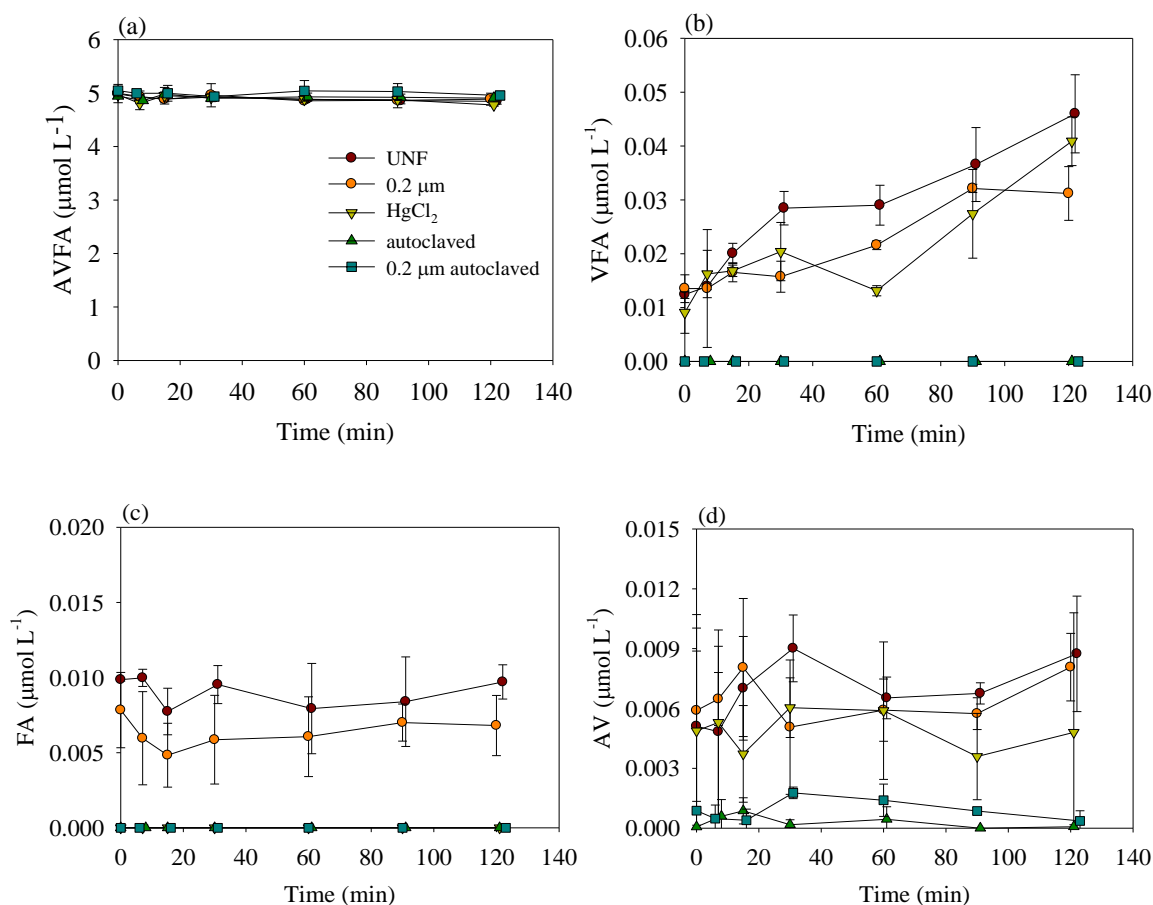 (a)
6
5
4
3
2
1
0
AVFA (µmol L⁻¹)
UNF
0.2 µm
HgCl₂
autoclaved
0.2 µm autoclaved
0 20 40 60 80 100 120 140
Time (min)
(b)
0.06
0.05
0.04
0.03
0.02
0.01
0.00
VFA (µmol L⁻¹)
0 20 40 60 80 100 120 140
Time (min)
(c)
0.020
0.015
0.010
0.005
0.000
FA (µmol L⁻¹)
0 20 40 60 80 100 120 140
Time (min)
(d)
0.015
0.012
0.009
0.006
0.003
0.000
AV (µmol L⁻¹)
0 20 40 60 80 100 120 140
Time (min)